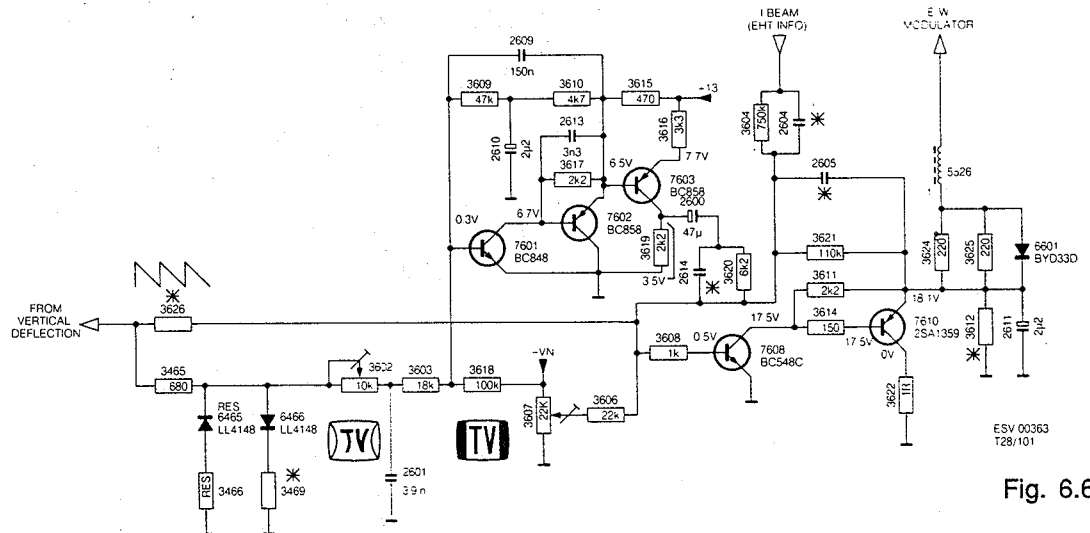 I BEAM
(EHT INFO)
E W
MODULATOR
2609
150n
3609
47k
3610
4k7
3615
470
+13
2613
3n3
3616
3k3
3604
750k
2604
2610
2µ2
3617
2k2
6 5V
7 7V
2605
5526
7603
BC858
2600
47µ
0.3V
6 7V
7602
BC858
7601
BC848
3619
2k2
3 5V
2614
3620
6k2
3621
110k
3624
220
3625
220
6601
BYD33D
3611
2k2
18.1V
FROM
VERTICAL
DEFLECTION
3626
17 5V
3614
150
17 5V
7610
2SA1359
0V
3612
2611
2µ2
3608
1k
0 5V
7608
BC548C
-VN
3465
680
3602
10k
3603
18k
3618
100k
3607
22K
3606
22k
3622
1R
RES
6465
LL4148
6466
LL4148
TV
TV
2601
3 9 n
RES
3466
3469
ESV 00363
T28/101
Fig. 6.6